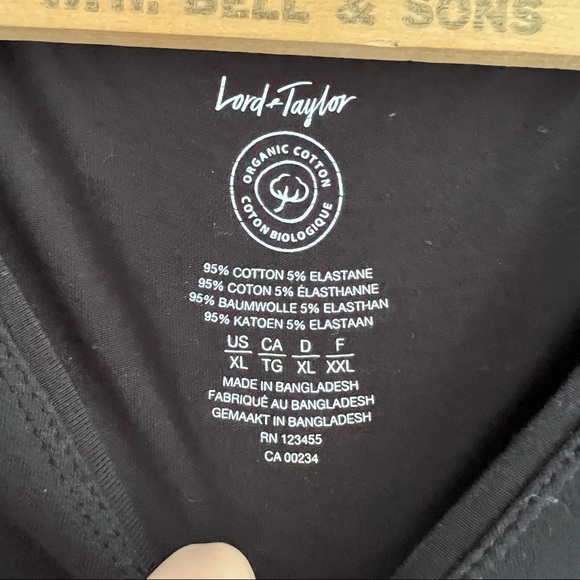 WM. BELL & SONS
Lord + Taylor
ORGANIC COTTON
COTON BIOLOGIQUE
95% COTTON 5% ELASTANE
95% COTON 5% ÉLASTHANNE
95% BAUMWOLLE 5% ELASTHAN
95% KATOEN 5% ELASTAAN
US CA D F
XL TG XL XXL
MADE IN BANGLADESH
FABRIQUÉ AU BANGLADESH
GEMAAKT IN BANGLADESH
RN 123455
CA 00234